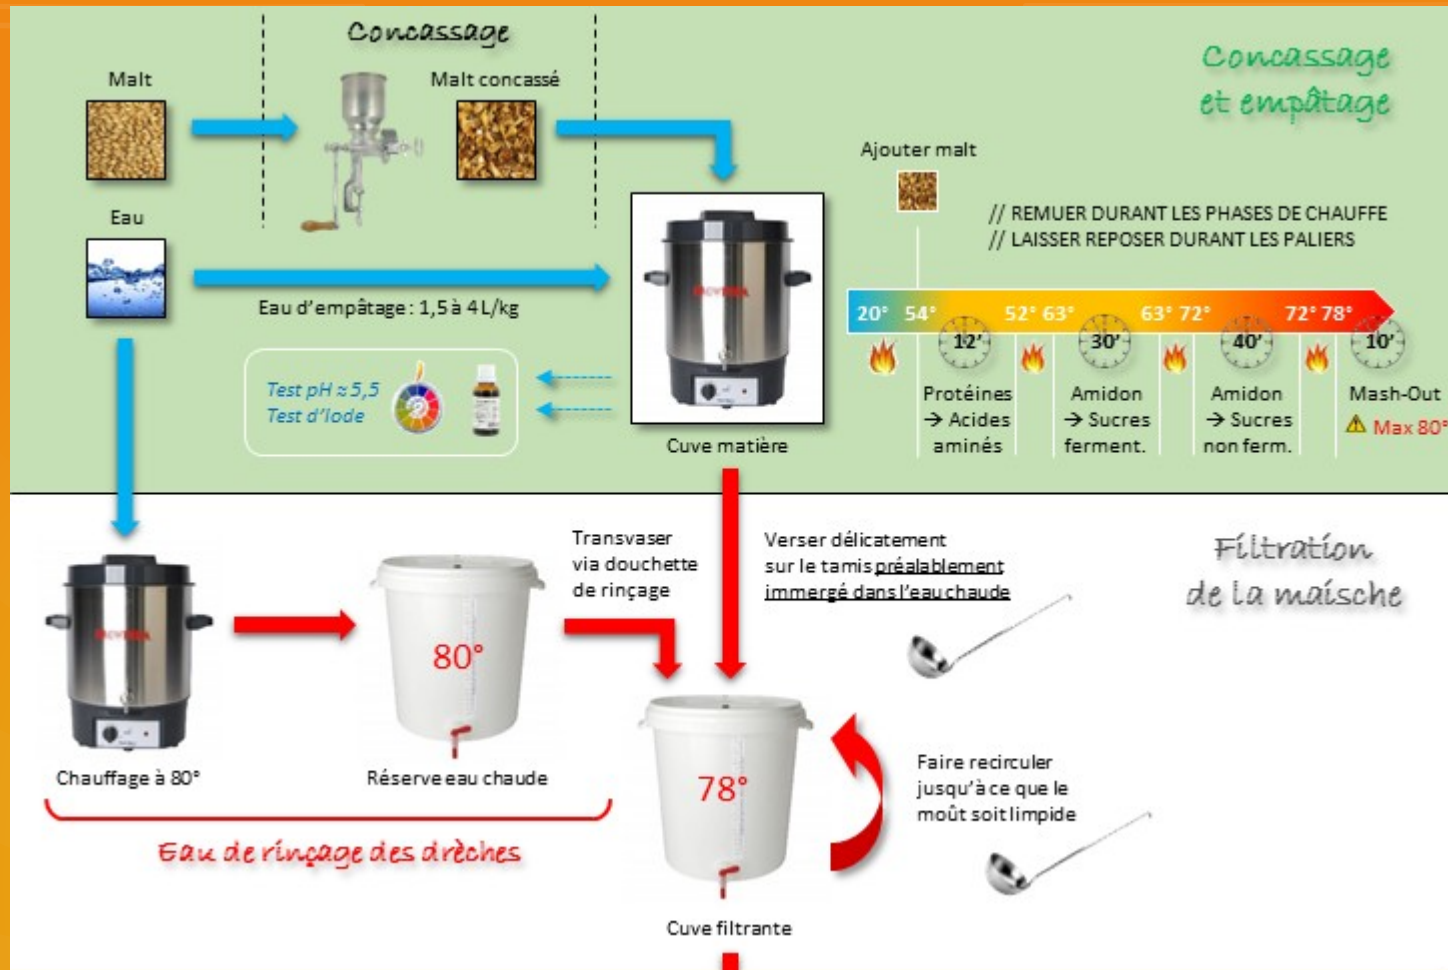 Concassage
Concassage
et empâtage
Malt
Malt concassé
Ajouter malt
Eau
// REMUER DURANT LES PHASES DE CHAUFFE
// LAISSER REPOSER DURANT LES PALIERS
Eau d'empâtage : 1,5 à 4 L/kg
20° 54° 52° 63° 63° 72° 72° 78°
12' 30' 40' 10'
Test pH ≈ 5,5
Test d'Iode
Cuve matière
Protéines
→ Acides
aminés
Amidon
→ Sucres
ferment.
Amidon
→ Sucres
non ferm.
Mash-Out
Max 80°
Filtration
de la maische
Transvaser
via douchette
de rinçage
Verser délicatement
sur le tamis préalablement
immergé dans l'eau chaude
80°
Chauffage à 80°
Réserve eau chaude
78°
Faire recirculer
jusqu'à ce que le
moût soit limpide
Eau de rinçage des drèches
Cuve filtrante